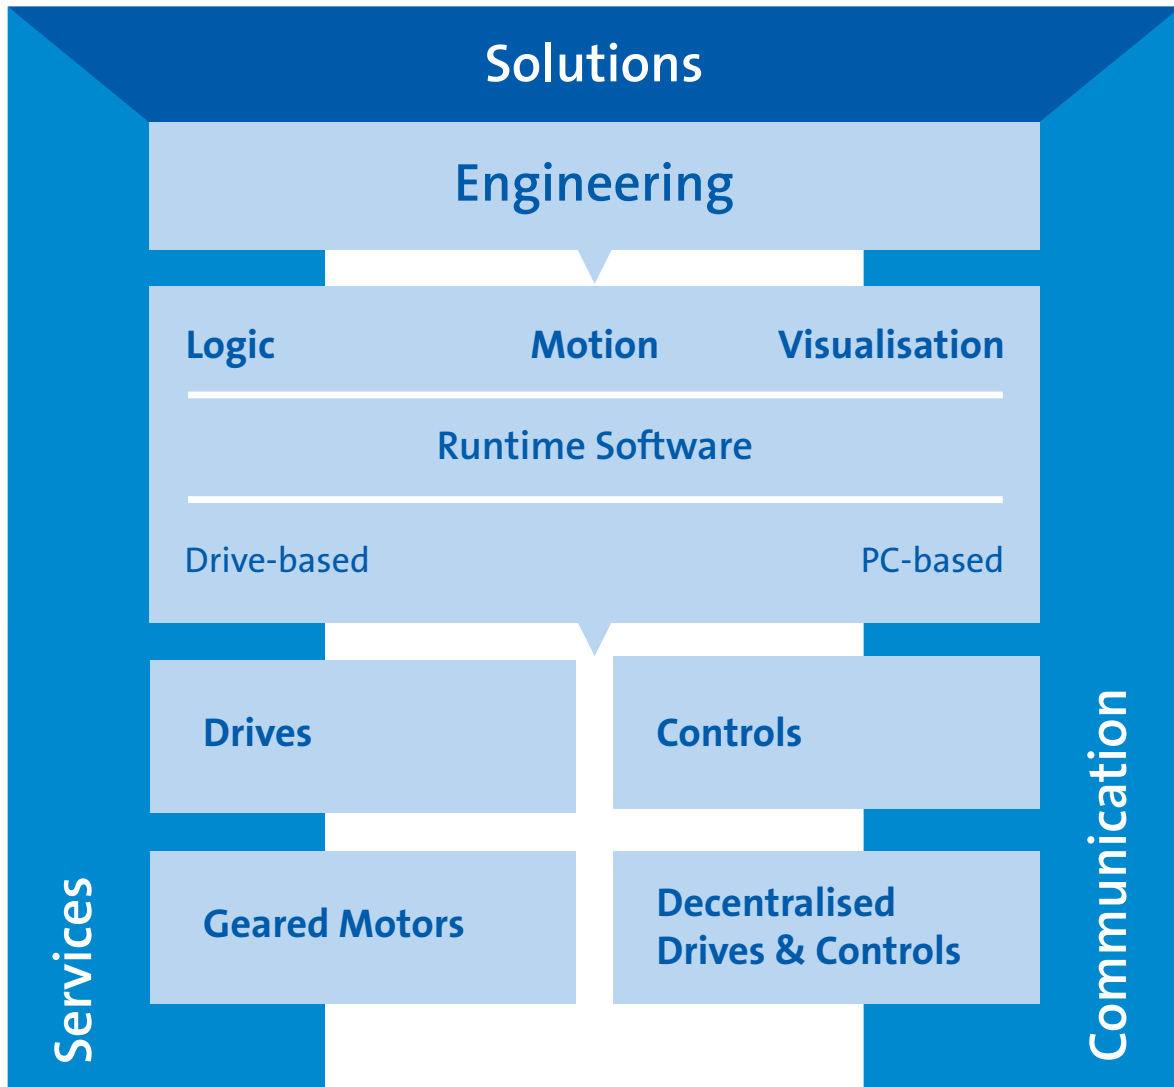 Solutions
Engineering
Logic
Motion
Visualisation
Runtime Software
Drive-based
PC-based
Drives
Controls
Geared Motors
Decentralised
Drives & Controls
Services
Communication